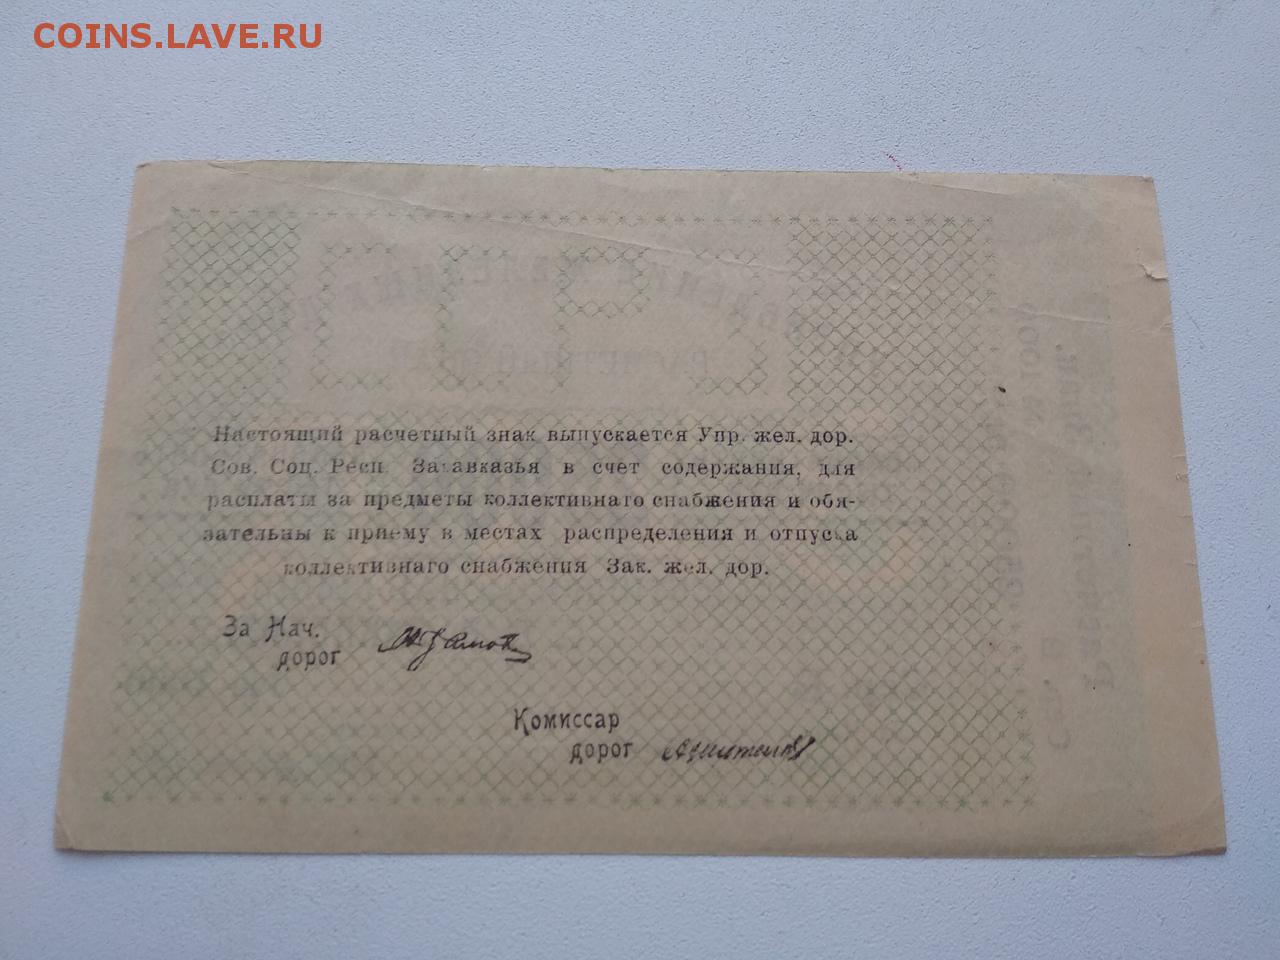 COINS.LAVE.RU
Настоящий расчетный знак выпускается Упр. жел. дор.
Сов. Соц. Респ. Закавказья в счет содержания, для
расплаты за предметы коллективнаго снабжения и обя-
зательны к приему в местах распределения и отпуска
коллективнаго снабжения Зак. жел. дор.
За Нач.
дорог
Комиссар
дорог